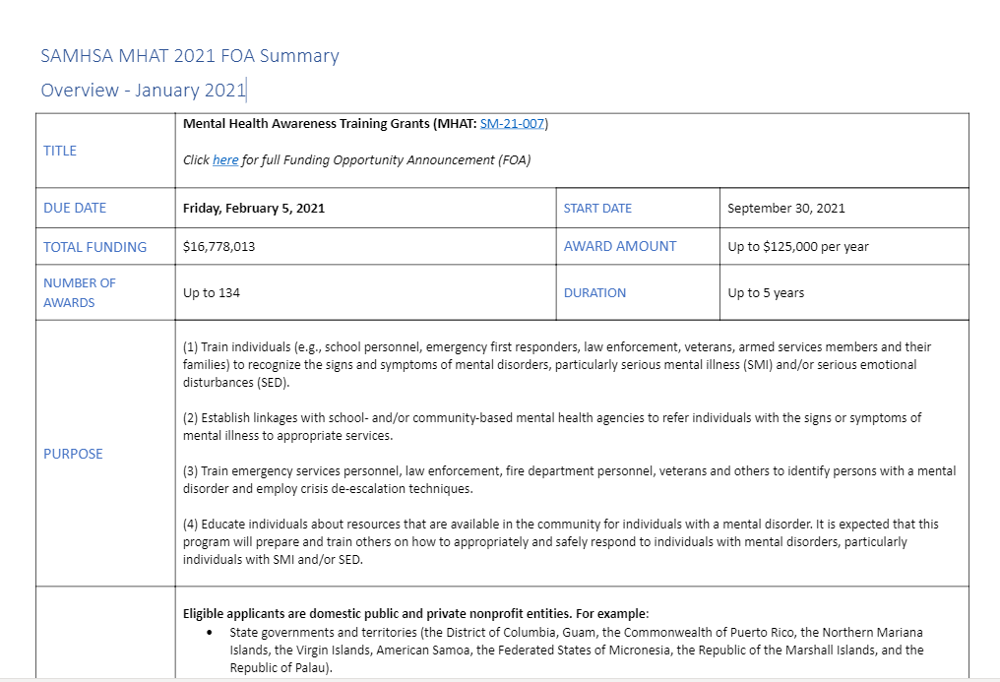 SAMHSA MHAT 2021 FOA Summary
Overview - January 2021
TITLE
Mental Health Awareness Training Grants (MHAT: SM-21-007)
Click here for full Funding Opportunity Announcement (FOA)
DUE DATE
Friday, February 5, 2021
START DATE
September 30, 2021
TOTAL FUNDING
$16,778,013
AWARD AMOUNT
Up to $125,000 per year
NUMBER OF
AWARDS
Up to 134
DURATION
Up to 5 years
PURPOSE
(1) Train individuals (e.g., school personnel, emergency first responders, law enforcement, veterans, armed services members and their
families) to recognize the signs and symptoms of mental disorders, particularly serious mental illness (SMI) and/or serious emotional
disturbances (SED).
(2) Establish linkages with school- and/or community-based mental health agencies to refer individuals with the signs or symptoms of
mental illness to appropriate services.
(3) Train emergency services personnel, law enforcement, fire department personnel, veterans and others to identify persons with a mental
disorder and employ crisis de-escalation techniques.
(4) Educate individuals about resources that are available in the community for individuals with a mental disorder. It is expected that this
program will prepare and train others on how to appropriately and safely respond to individuals with mental disorders, particularly
individuals with SMI and/or SED.
Eligible applicants are domestic public and private nonprofit entities. For example:
• State governments and territories (the District of Columbia, Guam, the Commonwealth of Puerto Rico, the Northern Mariana
Islands, the Virgin Islands, American Samoa, the Federated States of Micronesia, the Republic of the Marshall Islands, and the
Republic of Palau).